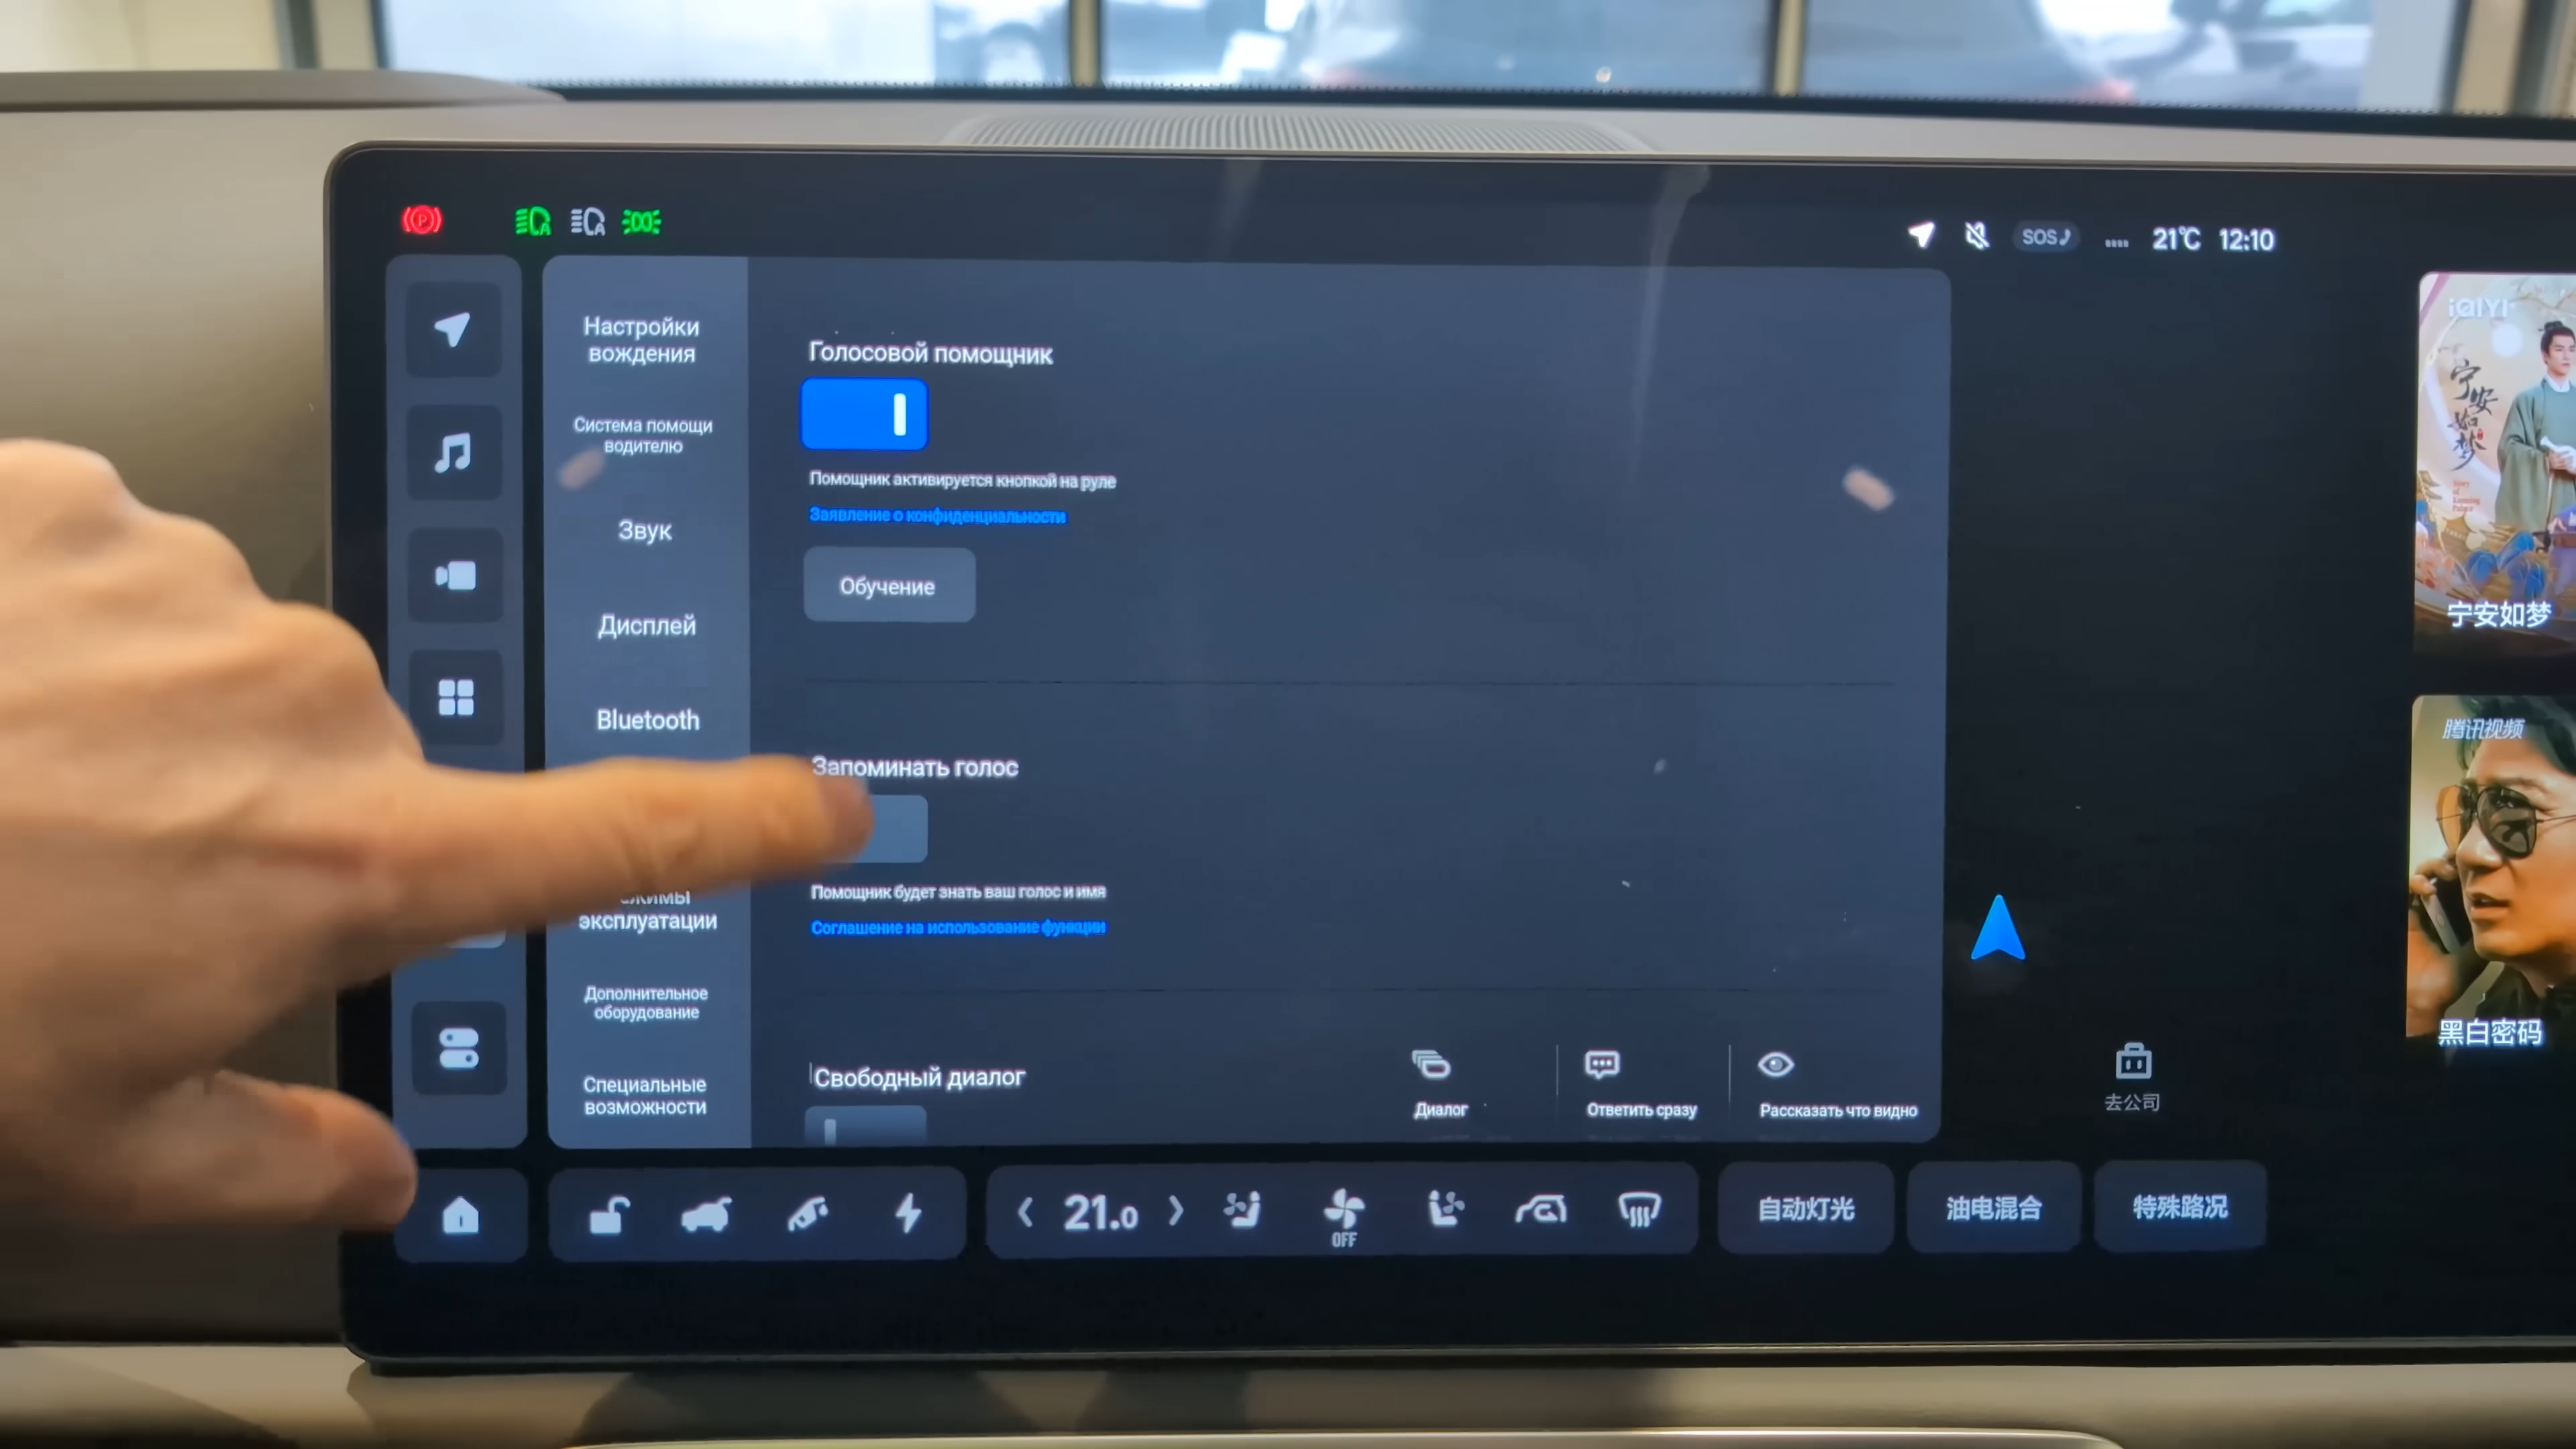 SOS
21℃ 12:10
Настройки
вождения
Система помощи
водителю
Звук
Дисплей
Bluetooth
эксплуатации
Дополнительное
оборудование
Специальные
возможности
Голосовой помощник
Помощник активируется кнопкой на руле
Заявление о конфиденциальности
Обучение
Запоминать голос
Помощник будет знать ваш голос и имя
Соглашение на использование функции
Свободный диалог
Диалог
Ответить сразу
Рассказать что видно
iQIYI
宁安如梦
宁安如梦
腾讯视频
黑白密码
去公司
21.0
OFF
自动灯光
油电混合
特殊路况